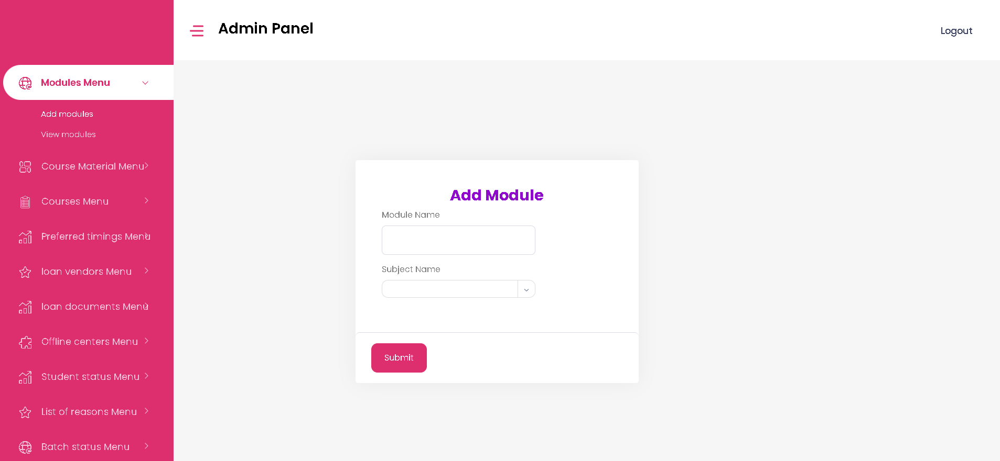 Admin Panel
Logout
Modules Menu
Add modules
View modules
Course Material Menu
Courses Menu
Preferred timings Menu
loan vendors Menu
loan documents Menu
Offline centers Menu
Student status Menu
List of reasons Menu
Batch status Menu
Add Module
Module Name
Subject Name
Submit